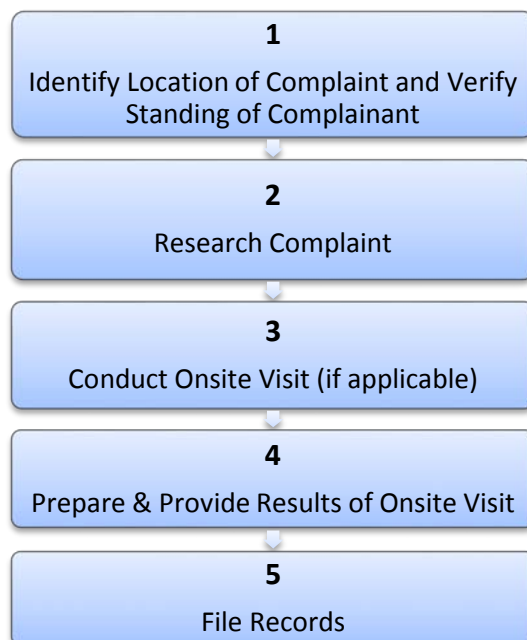 1
Identify Location of Complaint and Verify
Standing of Complainant
2
Research Complaint
3
Conduct Onsite Visit (if applicable)
4
Prepare & Provide Results of Onsite Visit
5
File Records